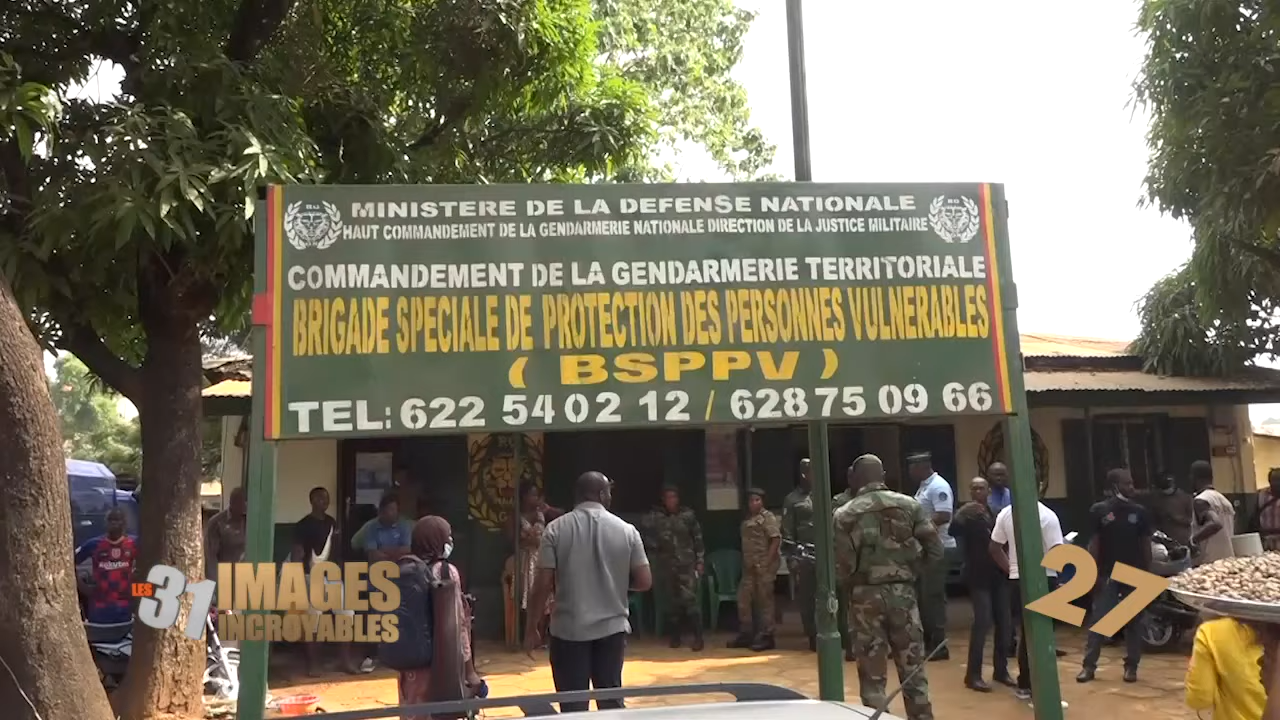 MINISTERE DE LA DEFENSE NATIONALE
HAUT COMMANDEMENT DE LA GENDARMERIE NATIONALE DIRECTION DE LA JUSTICE MILITAIRE
COMMANDEMENT DE LA GENDARMERIE TERRITORIALE
BRIGADE SPECIALE DE PROTECTION DES PERSONNES VULNERABLES
( BSPPV )
TEL: 622 54 02 12 / 628 75 09 66
Rakuten
LES 31 IMAGES INCROYABLES
27